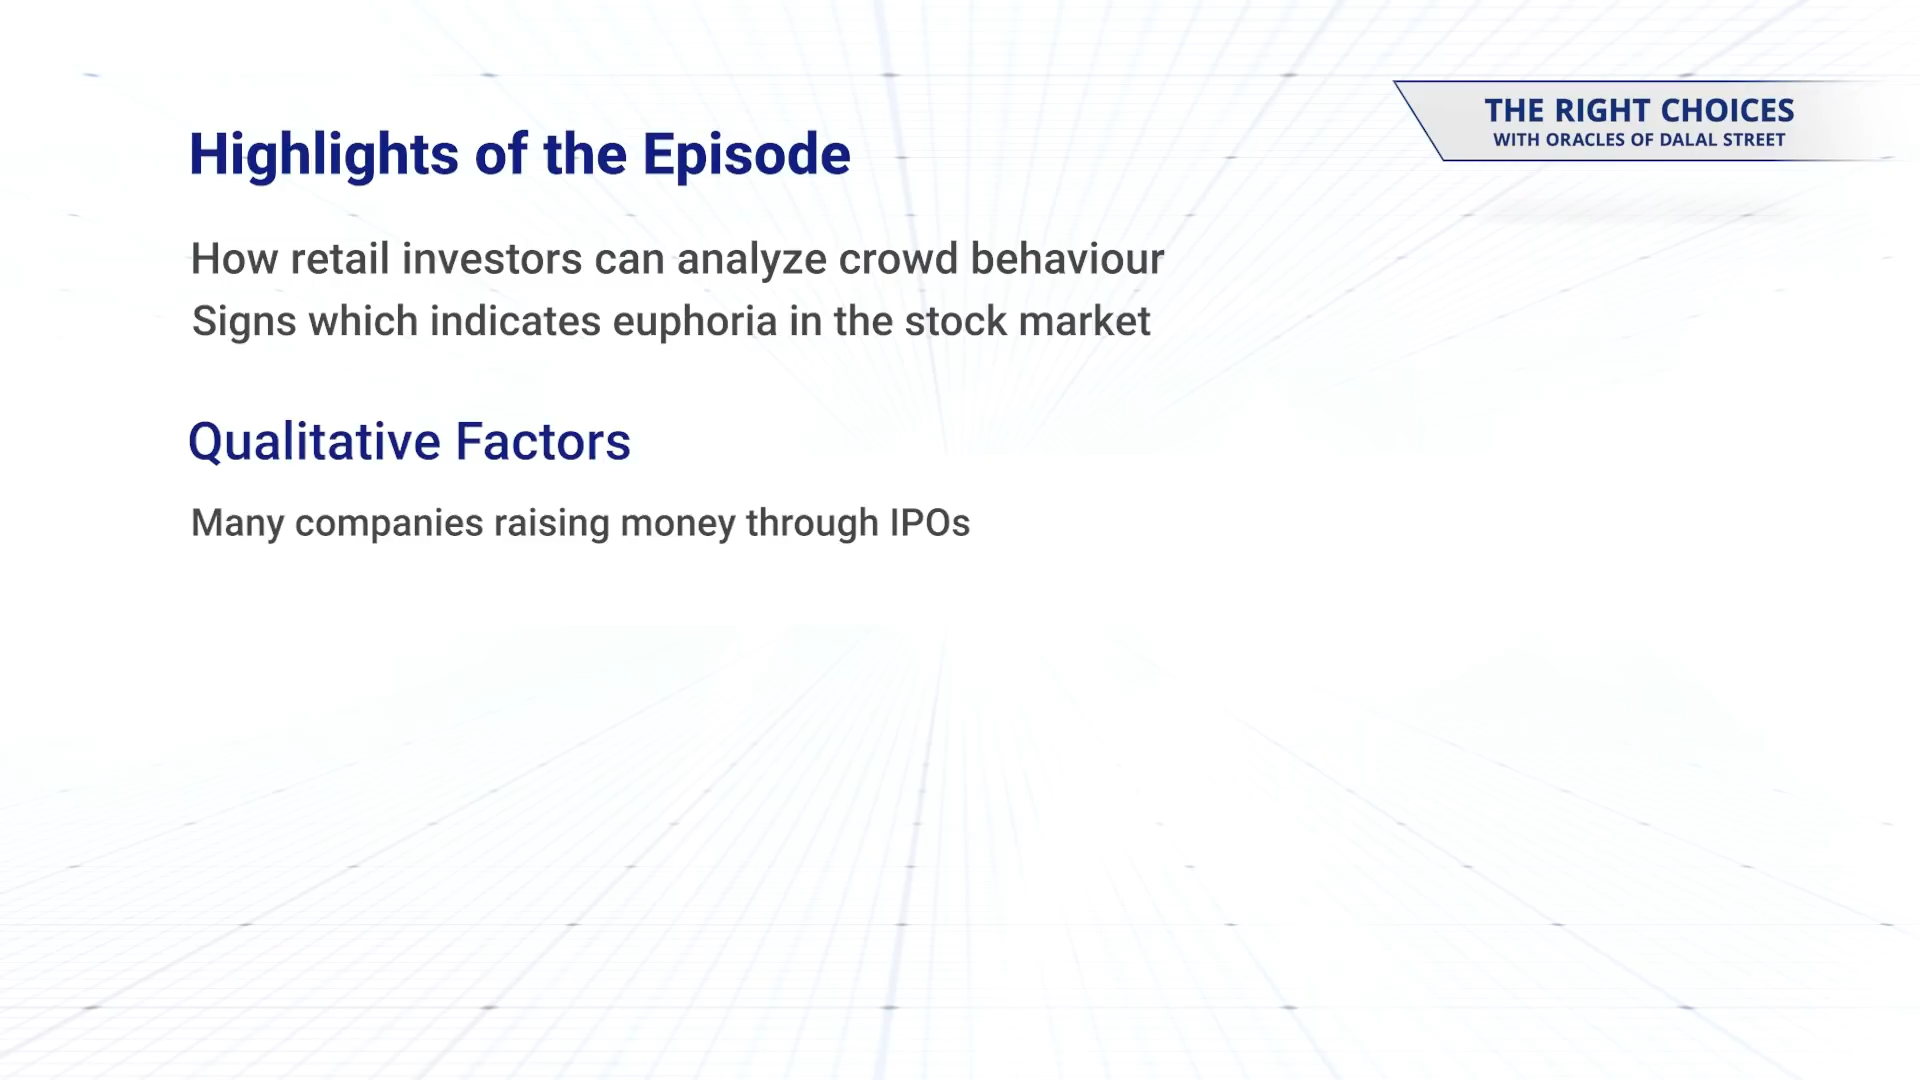 THE RIGHT CHOICES
WITH ORACLES OF DALAL STREET
Highlights of the Episode
How retail investors can analyze crowd behaviour
Signs which indicates euphoria in the stock market
Qualitative Factors
Many companies raising money through IPOs